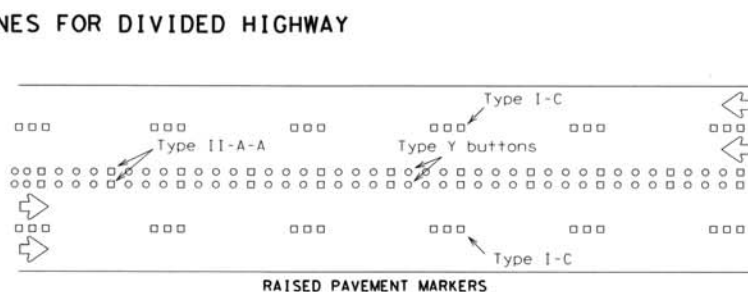 NES FOR DIVIDED HIGHWAY
Type I-C
Type II-A-A
Type Y buttons
Type I-C
RAISED PAVEMENT MARKERS